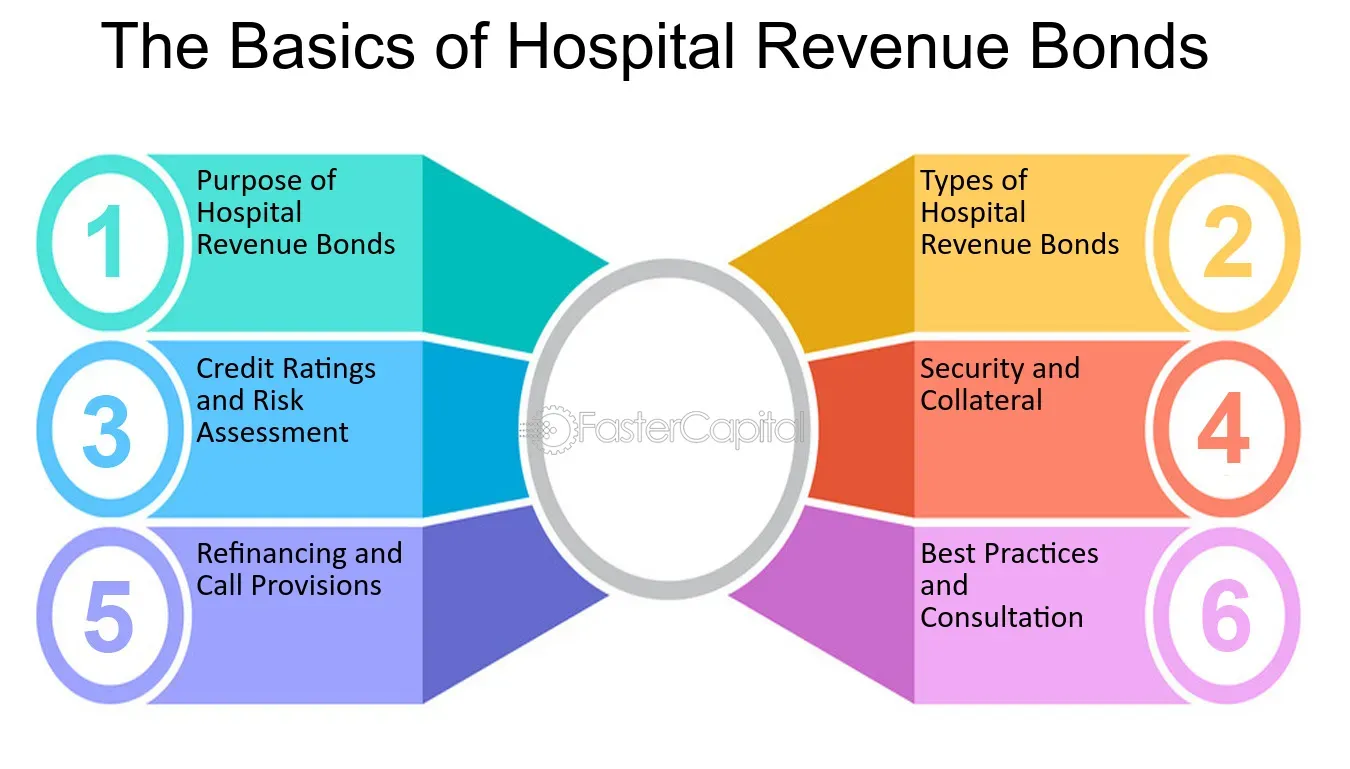 The Basics of Hospital Revenue Bonds
1
Purpose of
Hospital
Revenue Bonds
Types of
Hospital
Revenue Bonds
2
3
Credit Ratings
and Risk
Assessment
Security and
Collateral
4
FasterCapital
5
Refinancing and
Call Provisions
Best Practices
and
Consultation
6